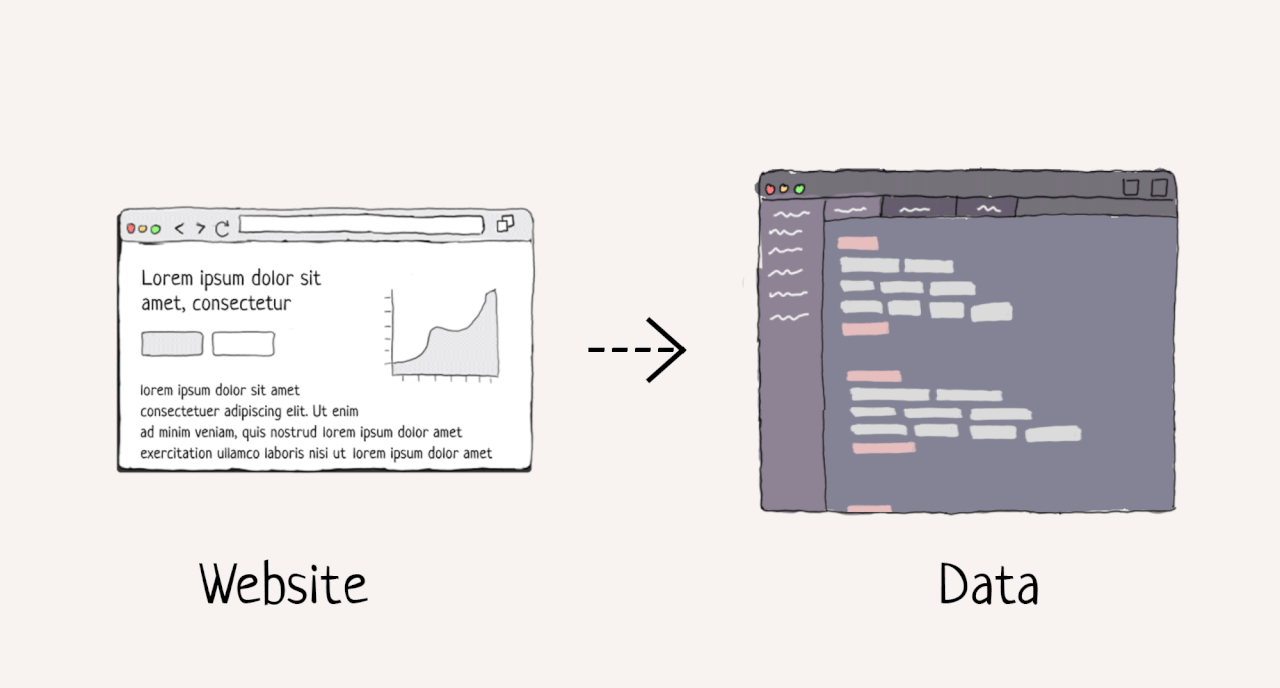 Lorem ipsum dolor sit
amet, consectetur
lorem ipsum dolor sit amet
consectetuer adipiscing elit. Ut enim
ad minim veniam, quis nostrud lorem ipsum dolor amet
exercitation ullamco laboris nisi ut lorem ipsum dolor amet
Website
Data